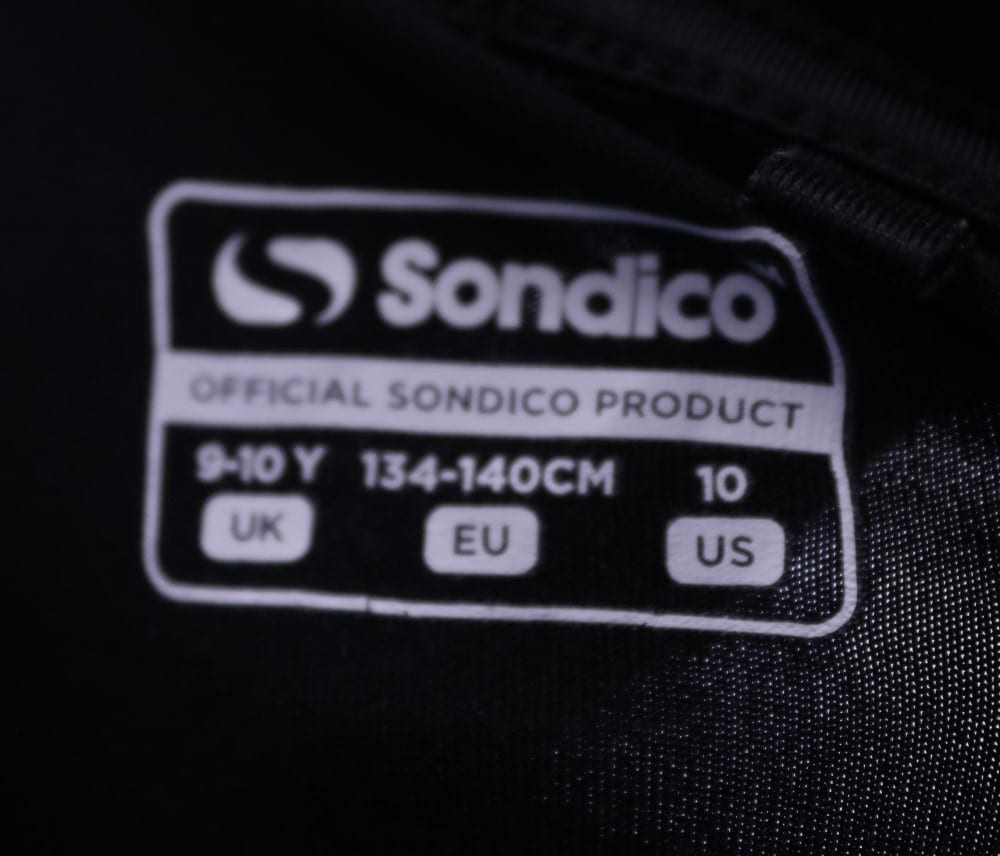 Sondico
OFFICIAL SONDICO PRODUCT
9-10 Y 134-140CM 10
UK EU US